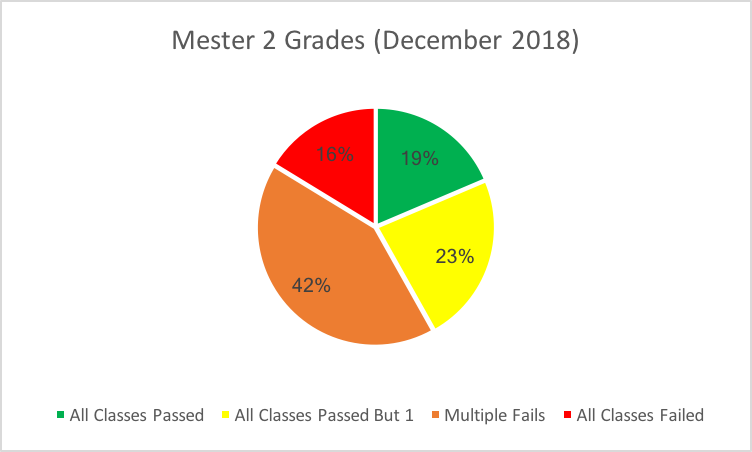 Mester 2 Grades (December 2018)
16%
19%
23%
42%
All Classes Passed
All Classes Passed But 1
Multiple Fails
All Classes Failed